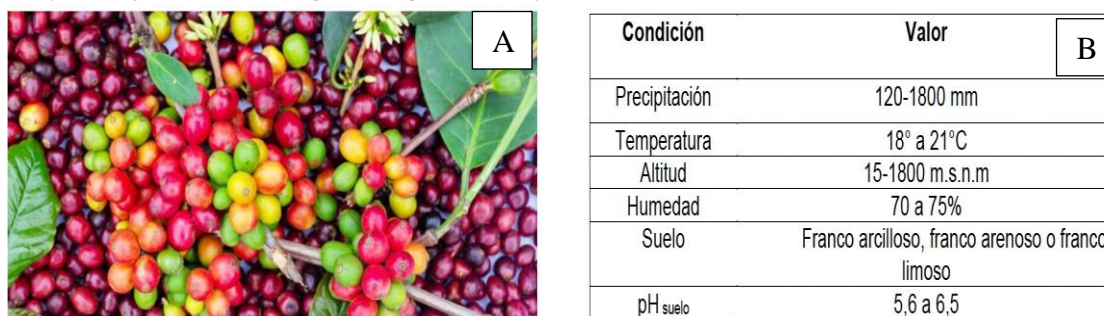 A
B
Condición Valor
Precipitación 120-1800 mm
Temperatura 18° a 21°C
Altitud 15-1800 m.s.n.m
Humedad 70 a 75%
Suelo Franco arcilloso, franco arenoso o franco
limoso
pH suelo 5,6 a 6,5